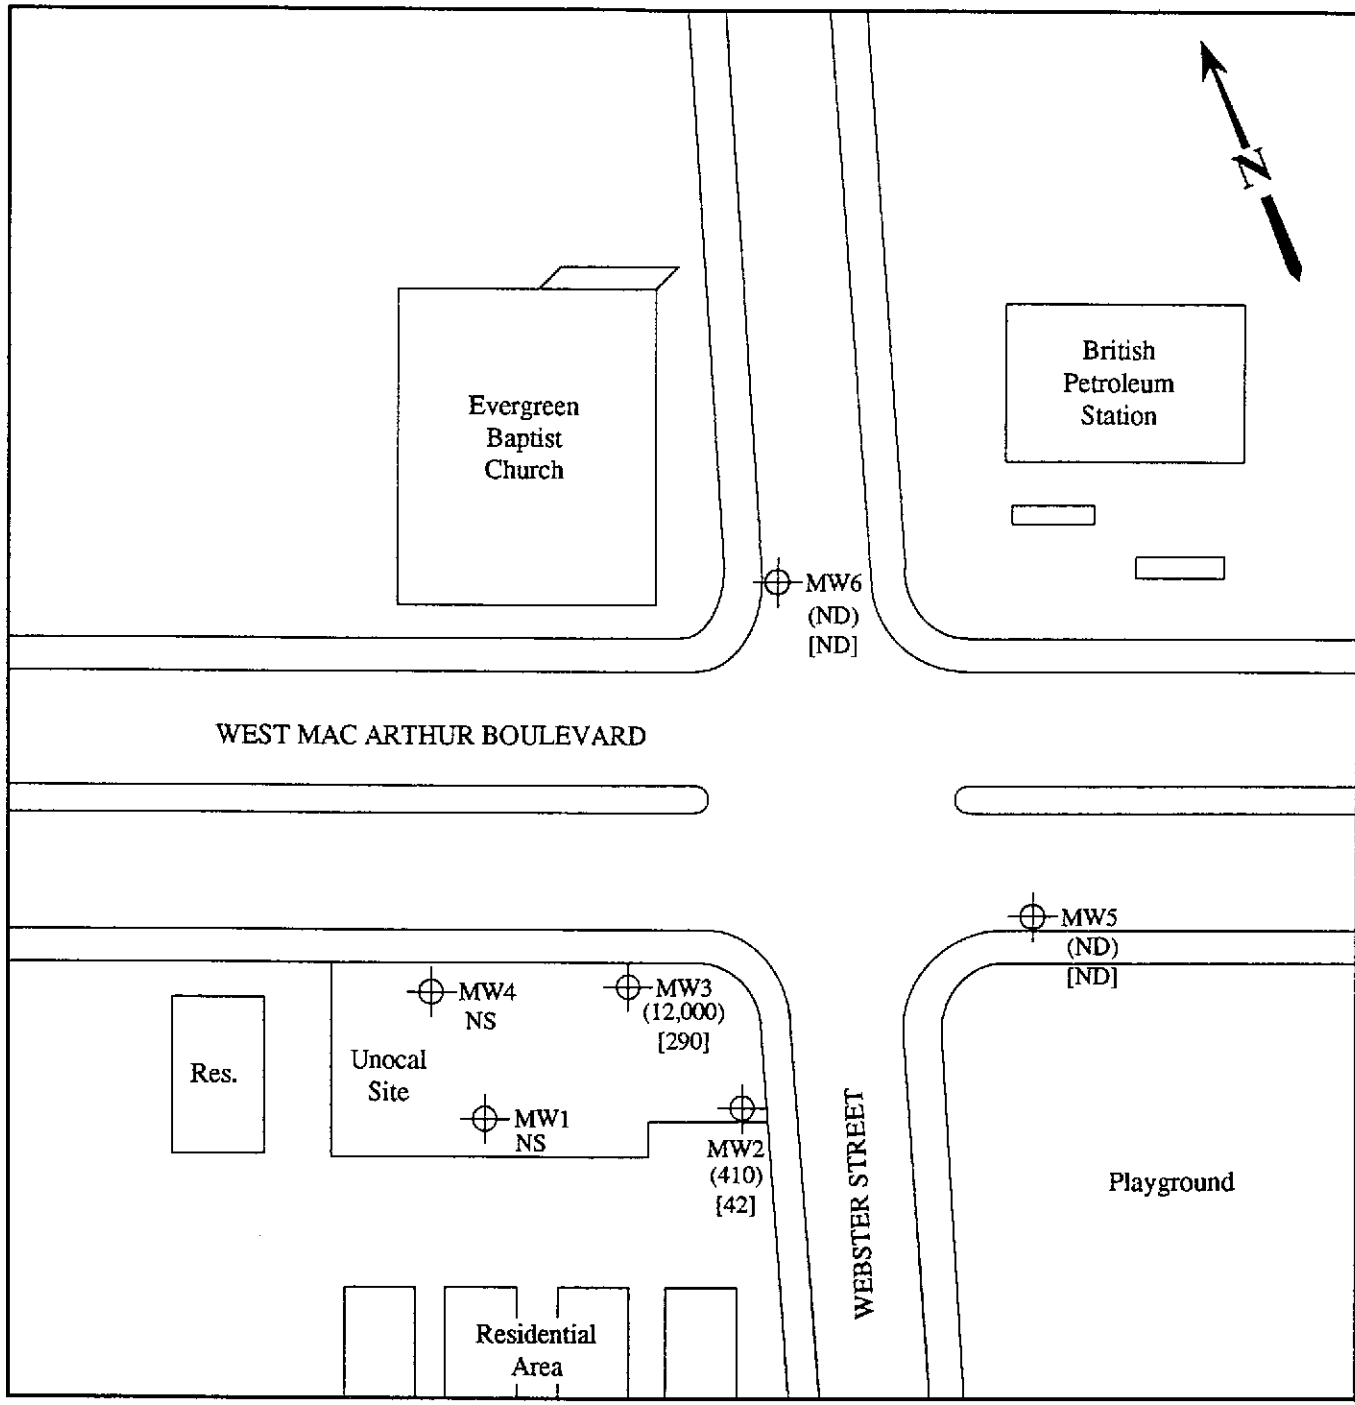 N
British
Petroleum
Station
Evergreen
Baptist
Church
MW6
(ND)
[ND]
WEST MAC ARTHUR BOULEVARD
MW5
(ND)
[ND]
MW4
NS
MW3
(12,000)
[290]
Res.
Unocal
Site
MW1
NS
MW2
(410)
[42]
WEBSTER STREET
Playground
Residential
Area